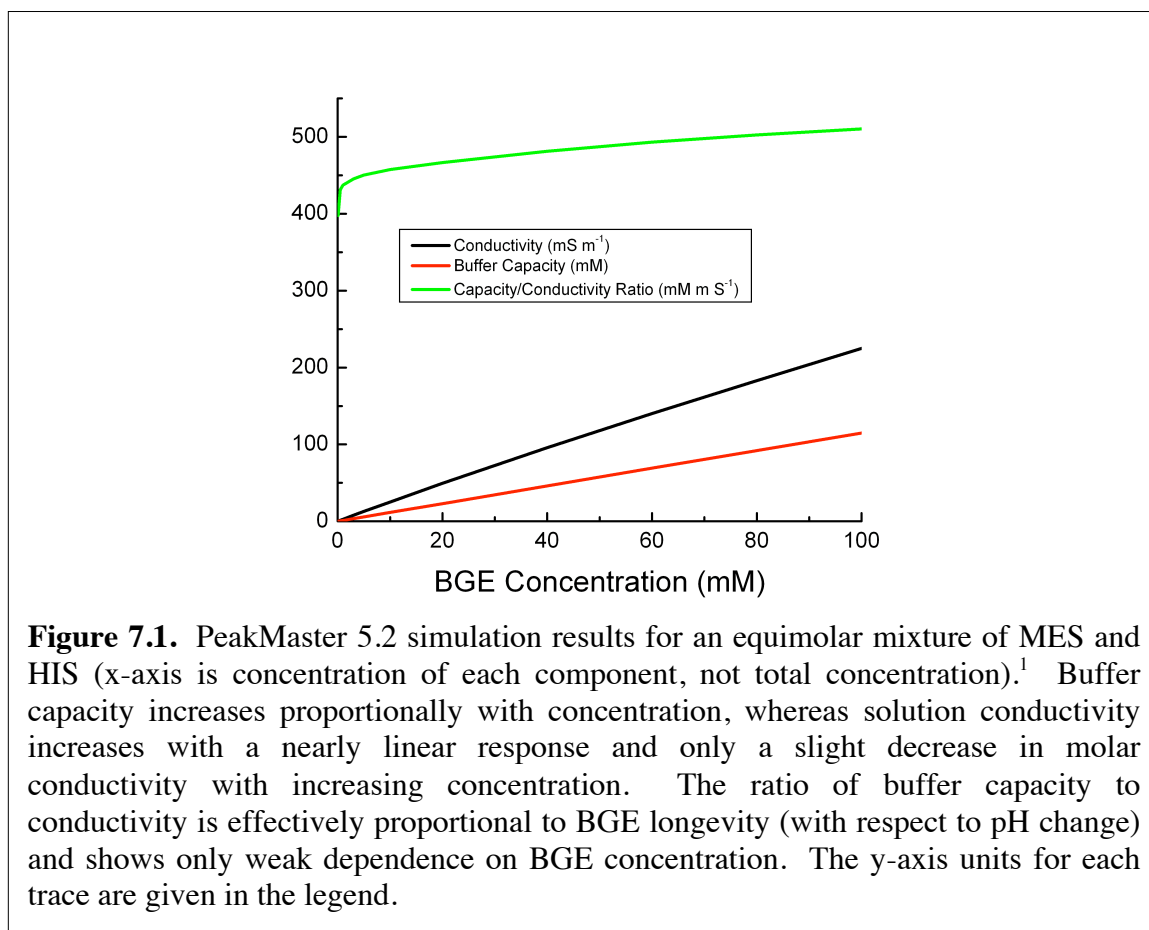 500
400
Conductivity (mS m⁻¹)
Buffer Capacity (mM)
Capacity/Conductivity Ratio (mM m S⁻¹)
300
200
100
0
0 20 40 60 80 100
BGE Concentration (mM)
Figure 7.1. PeakMaster 5.2 simulation results for an equimolar mixture of MES and
HIS (x-axis is concentration of each component, not total concentration).¹ Buffer
capacity increases proportionally with concentration, whereas solution conductivity
increases with a nearly linear response and only a slight decrease in molar
conductivity with increasing concentration. The ratio of buffer capacity to
conductivity is effectively proportional to BGE longevity (with respect to pH change)
and shows only weak dependence on BGE concentration. The y-axis units for each
trace are given in the legend.